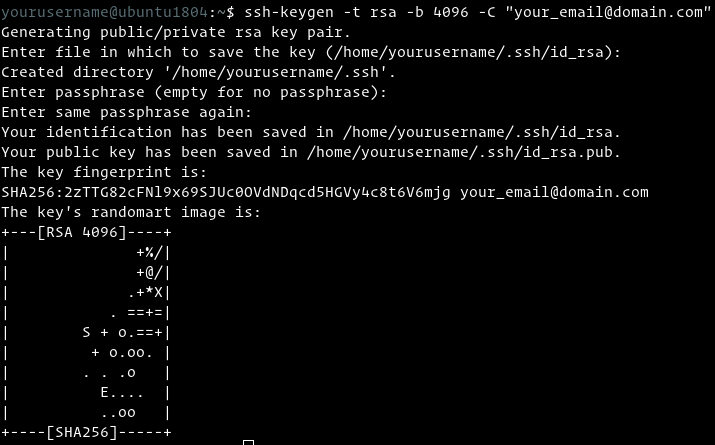 yourusername@ubuntu1804:~$ ssh-keygen -t rsa -b 4096 -C "your_email@domain.com"
Generating public/private rsa key pair.
Enter file in which to save the key (/home/yourusername/.ssh/id_rsa):
Created directory '/home/yourusername/.ssh'.
Enter passphrase (empty for no passphrase):
Enter same passphrase again:
Your identification has been saved in /home/yourusername/.ssh/id_rsa.
Your public key has been saved in /home/yourusername/.ssh/id_rsa.pub.
The key fingerprint is:
SHA256:2zTTG82cFNl9x69SJUc0OVdNDqcd5HGVy4c8t6V6mjg your_email@domain.com
The key's randomart image is:
+---[RSA 4096]----+
|              +%/|
|              +@/|
|             .+*X|
|           . ==+=|
|        S + o.==+|
|         + o.oo. |
|        . . .o   |
|          E....  |
|          ..oo   |
+----[SHA256]-----+